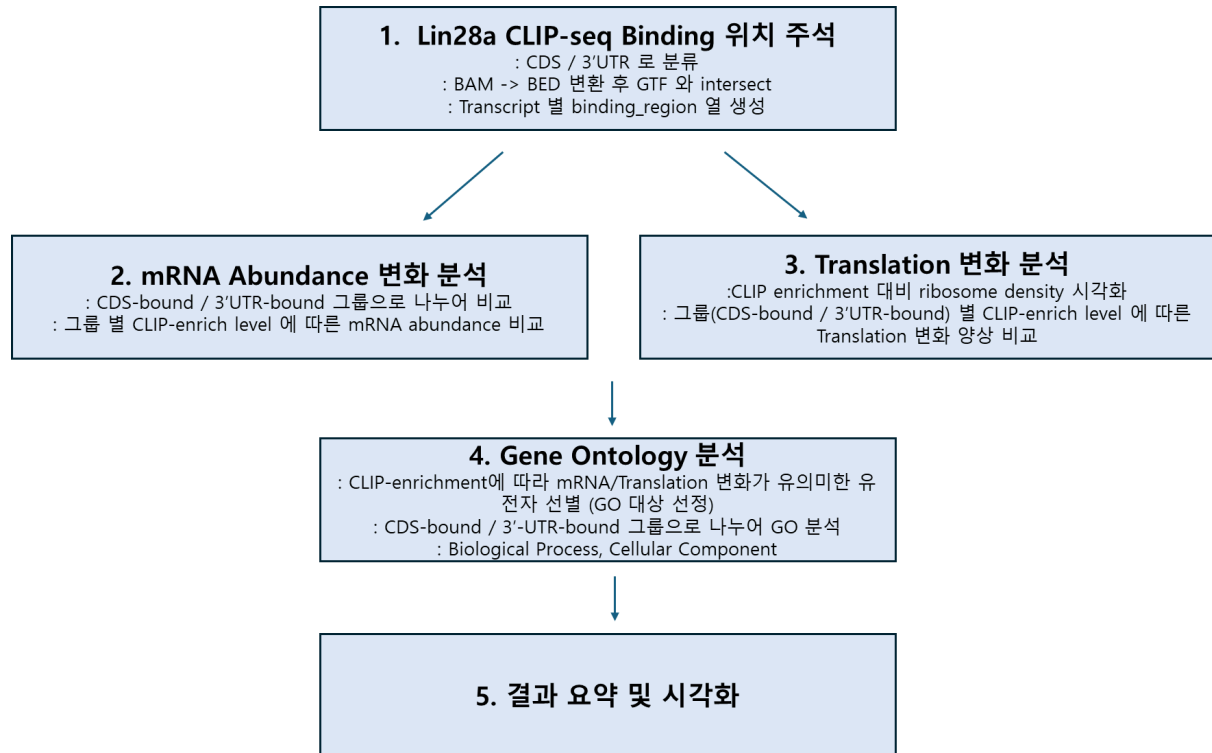 1. Lin28a CLIP-seq Binding 위치 주석
: CDS / 3'UTR 로 분류
: BAM -> BED 변환 후 GTF 와 intersect
: Transcript 별 binding_region 열 생성
2. mRNA Abundance 변화 분석
: CDS-bound / 3'UTR-bound 그룹으로 나누어 비교
: 그룹 별 CLIP-enrich level 에 따른 mRNA abundance 비교
3. Translation 변화 분석
:CLIP enrichment 대비 ribosome density 시각화
: 그룹(CDS-bound / 3'UTR-bound) 별 CLIP-enrich level 에 따른
Translation 변화 양상 비교
4. Gene Ontology 분석
: CLIP-enrichment에 따라 mRNA/Translation 변화가 유의미한 유
전자 선별 (GO 대상 선정)
: CDS-bound / 3'-UTR-bound 그룹으로 나누어 GO 분석
: Biological Process, Cellular Component
5. 결과 요약 및 시각화